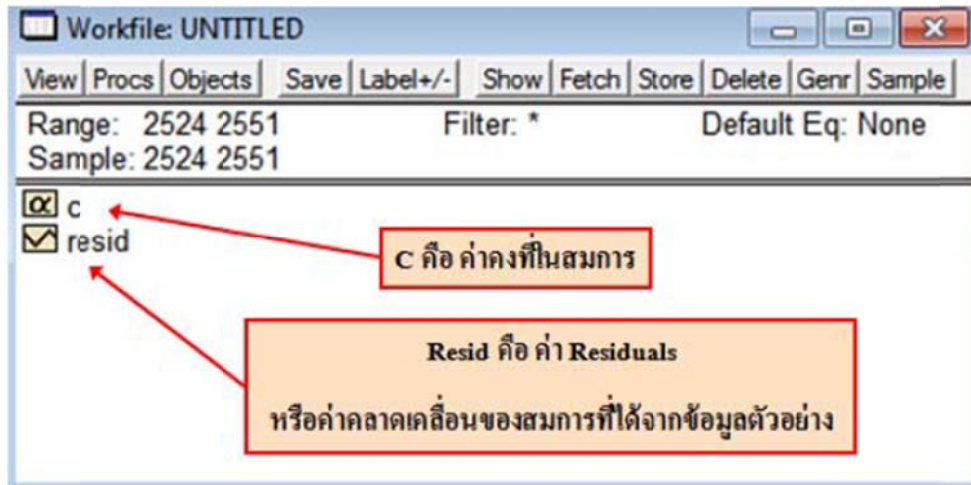 Workfile: UNTITLED
View Procs Objects Save Label+/- Show Fetch Store Delete Genr Sample
Range: 2524 2551 Filter: * Default Eq: None
Sample: 2524 2551
α c
resid
C คือ ค่าคงที่ในสมการ
Resid คือ ค่า Residuals
หรือค่าคลาดเคลื่อนของสมการที่ได้จากข้อมูลตัวอย่าง